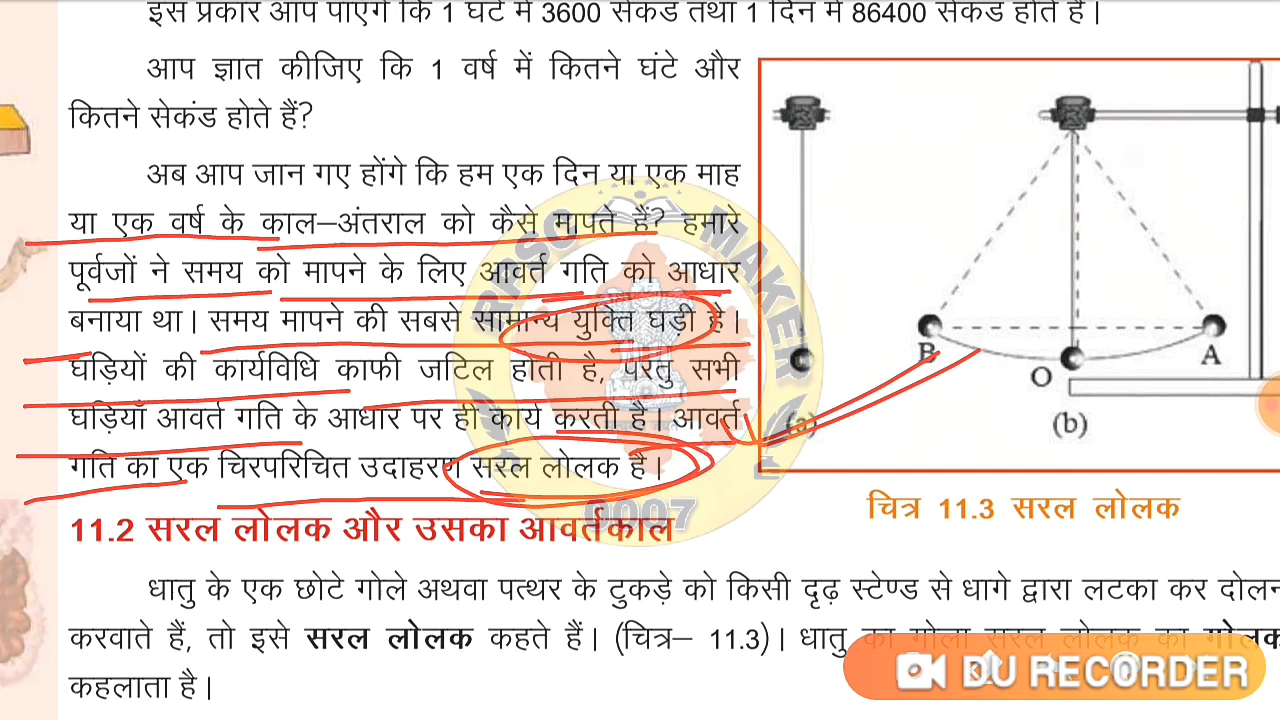 इस प्रकार आप पाएंगे कि 1 घंटे में 3600 सेकंड तथा 1 दिन में 86400 सेकंड होते हैं।
आप ज्ञात कीजिए कि 1 वर्ष में कितने घंटे और
कितने सेकंड होते हैं?
अब आप जान गए होंगे कि हम एक दिन या एक माह
या एक वर्ष के काल–अंतराल को कैसे मापते हैं? हमारे
पूर्वजों ने समय को मापने के लिए आवर्त गति को आधार
बनाया था। समय मापने की सबसे सामान्य युक्ति घड़ी है।
घड़ियों की कार्यविधि काफी जटिल होती है, परंतु सभी
घड़ियाँ आवर्त गति के आधार पर ही कार्य करती हैं। आवर्त
गति का एक चिरपरिचित उदाहरण सरल लोलक है।
B
A
O
(a)
(b)
चित्र 11.3 सरल लोलक
RPSC MAKER
0007
11.2 सरल लोलक और उसका आवर्तकाल
धातु के एक छोटे गोले अथवा पत्थर के टुकड़े को किसी दृढ़ स्टेण्ड से धागे द्वारा लटका कर दोलन
करवाते हैं, तो इसे सरल लोलक कहते हैं। (चित्र– 11.3)। धातु का गोला सरल लोलक का गोलक
कहलाता है।
DU RECORDER